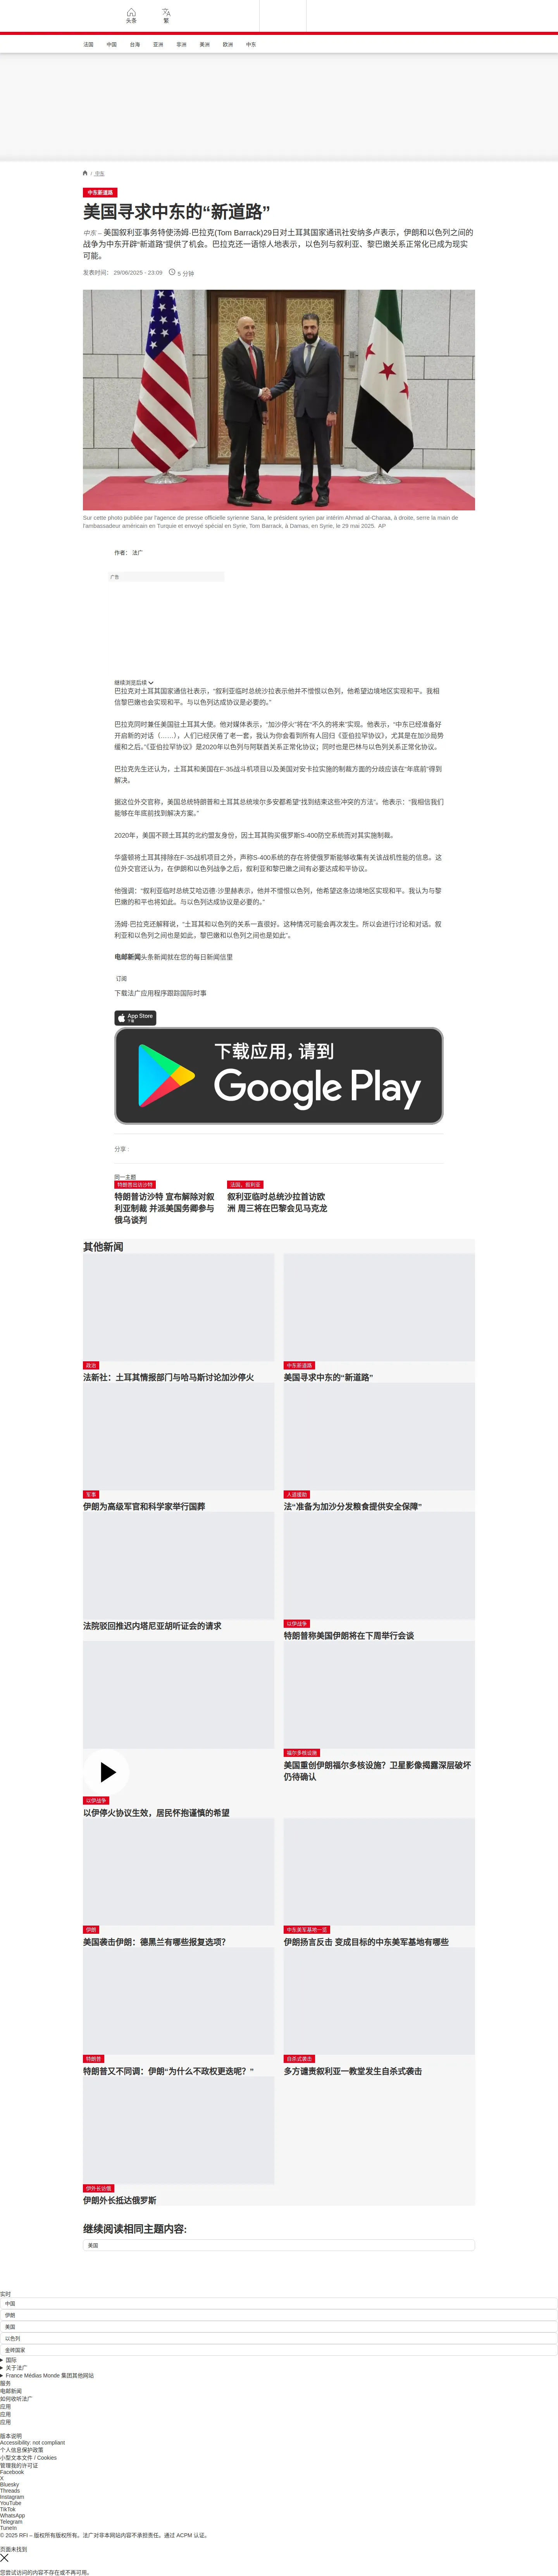 头条
繁
法國
中国
台海
亚洲
非洲
美洲
欧洲
中东
/ 中东
中东新道路
美国寻求中东的“新道路”
中东 – 美国叙利亚事务特使汤姆·巴拉克(Tom Barrack)29日对土耳其国家通讯社安纳多卢表示，伊朗和以色列之间的
战争为中东开辟“新道路”提供了机会。巴拉克还一语惊人地表示，以色列与叙利亚、黎巴嫩关系正常化已成为现实
可能。
发表时间： 29/06/2025 - 23:09
5 分钟
Sur cette photo publiée par l'agence de presse officielle syrienne Sana, le président syrien par intérim Ahmad al-Charaa, à droite, serre la main de
l'ambassadeur américain en Turquie et envoyé spécial en Syrie, Tom Barrack, à Damas, en Syrie, le 29 mai 2025. AP
作者： 法广
广告
继续浏览后续
巴拉克对土耳其国家通信社表示，“叙利亚临时总统沙拉表示他并不憎恨以色列，他希望边境地区实现和平。我相
信黎巴嫩也会实现和平。与以色列达成协议是必要的。”
巴拉克同时兼任美国驻土耳其大使。他对媒体表示，“加沙停火”将在“不久的将来”实现。他表示，“中东已经准备好
开启新的对话（……），人们已经厌倦了老一套。我认为你会看到所有人回归《亚伯拉罕协议》，尤其是在加沙局势
缓和之后。”《亚伯拉罕协议》是2020年以色列与阿联酋关系正常化协议；同时也是巴林与以色列关系正常化协议。
巴拉克先生还认为，土耳其和美国在F-35战斗机项目以及美国对安卡拉实施的制裁方面的分歧应该在“年底前”得到
解决。
据这位外交官称，美国总统特朗普和土耳其总统埃尔多安都希望“找到结束这些冲突的方法”。他表示：“我相信我们
能够在年底前找到解决方案。”
2020年，美国不顾土耳其的北约盟友身份，因土耳其购买俄罗斯S-400防空系统而对其实施制裁。
华盛顿将土耳其排除在F-35战机项目之外，声称S-400系统的存在将使俄罗斯能够收集有关该战机性能的信息。这
位外交官还认为，在伊朗和以色列战争之后，叙利亚和黎巴嫩之间有必要达成和平协议。
他强调：“叙利亚临时总统艾哈迈德·沙里赫表示，他并不憎恨以色列，他希望这条边境地区实现和平。我认为与黎
巴嫩的和平也将如此。与以色列达成协议是必要的。”
汤姆·巴拉克还解释说，“土耳其和以色列的关系一直很好。这种情况可能会再次发生。所以会进行讨论和对话。叙
利亚和以色列之间也是如此，黎巴嫩和以色列之间也是如此”。
电邮新闻头条新闻就在您的每日新闻信里
订阅
下载法广应用程序跟踪国际时事
App Store
下载
下载应用，请到
Google Play
分享 :
同一主题
特朗普出访沙特
特朗普访沙特 宣布解除对叙
利亚制裁 并派美国务卿参与
俄乌谈判
法国，叙利亚
叙利亚临时总统沙拉首访欧
洲 周三将在巴黎会见马克龙
其他新闻
政治
法新社：土耳其情报部门与哈马斯讨论加沙停火
中东新道路
美国寻求中东的“新道路”
军事
伊朗为高级军官和科学家举行国葬
人道援助
法“准备为加沙分发粮食提供安全保障”
法院驳回推迟内塔尼亚胡听证会的请求
以伊战争
特朗普称美国伊朗将在下周举行会谈
以伊战争
以伊停火协议生效，居民怀抱谨慎的希望
福尔多核设施
美国重创伊朗福尔多核设施？卫星影像揭露深层破坏
仍待确认
伊朗
美国袭击伊朗：德黑兰有哪些报复选项？
中东美军基地一览
伊朗扬言反击 变成目标的中东美军基地有哪些
特朗普
特朗普又不同调：伊朗“为什么不政权更迭呢？”
自杀式袭击
多方谴责叙利亚一教堂发生自杀式袭击
伊外长访俄
伊朗外长抵达俄罗斯
继续阅读相同主题内容:
美国
实时
中国
伊朗
美国
以色列
金砖国家
国际
关于法广
France Médias Monde 集团其他网站
服务
电邮新闻
如何收听法广
应用
应用
应用
版本说明
Accessibility: not compliant
个人信息保护政策
小型文本文件 / Cookies
管理我的许可证
Facebook
X
Bluesky
Threads
Instagram
YouTube
TikTok
WhatsApp
Telegram
TuneIn
© 2025 RFI – 版权所有版权所有。法广对非本网站内容不承担责任。通过 ACPM 认证。
页面未找到
您尝试访问的内容不存在或不再可用。